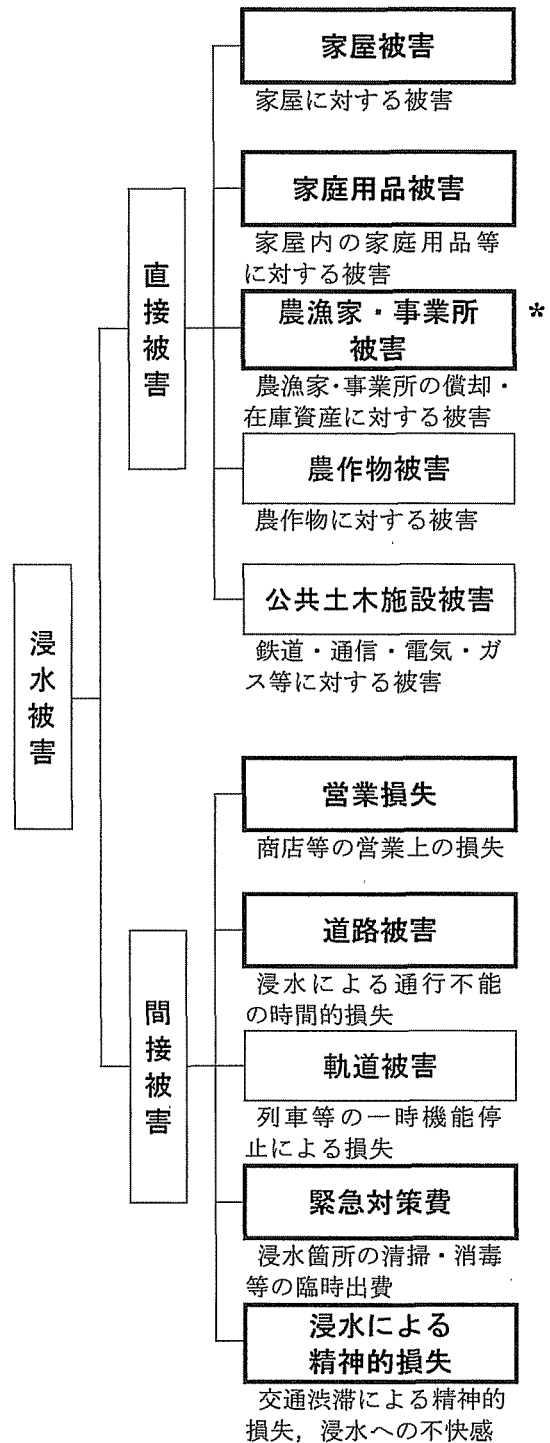 浸水被害
直接被害
家屋被害
家屋に対する被害
家庭用品被害
家屋内の家庭用品等
に対する被害
農漁家・事業所
被害
*
農漁家・事業所の償却・
在庫資産に対する被害
農作物被害
農作物に対する被害
公共土木施設被害
鉄道・通信・電気・ガ
ス等に対する被害
間接被害
営業損失
商店等の営業上の損失
道路被害
浸水による通行不能
の時間的損失
軌道被害
列車等の一時機能停
止による損失
緊急対策費
浸水箇所の清掃・消毒
等の臨時出費
浸水による
精神的損失
交通渋滞による精神的
損失，浸水への不快感